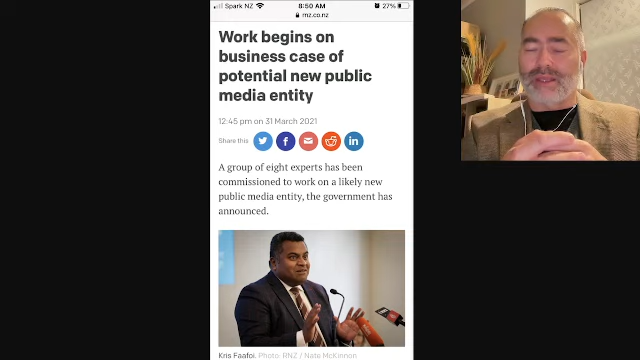 Spark NZ
8:50 AM
27%
rnz.co.nz
Work begins on
business case of
potential new public
media entity
12:45 pm on 31 March 2021
Share this
A group of eight experts has been
commissioned to work on a likely new
public media entity, the government has
announced.
Kris Faafoi. Photo: RNZ / Nate McKinnon